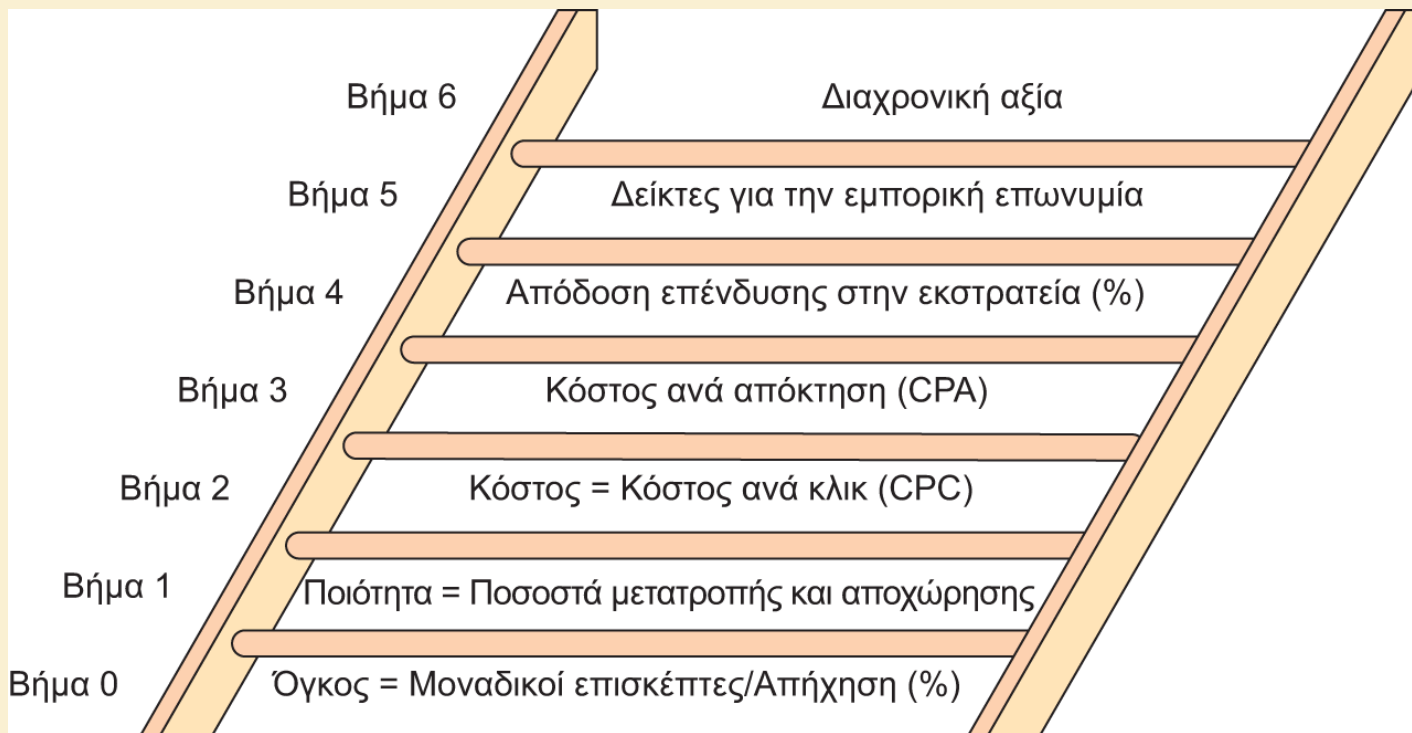 Βήμα 6 Διαχρονική αξία
Βήμα 5 Δείκτες για την εμπορική επωνυμία
Βήμα 4 Απόδοση επένδυσης στην εκστρατεία (%)
Βήμα 3 Κόστος ανά απόκτηση (CPA)
Βήμα 2 Κόστος = Κόστος ανά κλικ (CPC)
Βήμα 1 Ποιότητα = Ποσοστά μετατροπής και αποχώρησης
Βήμα 0 Όγκος = Μοναδικοί επισκέπτες/Απήχηση (%)